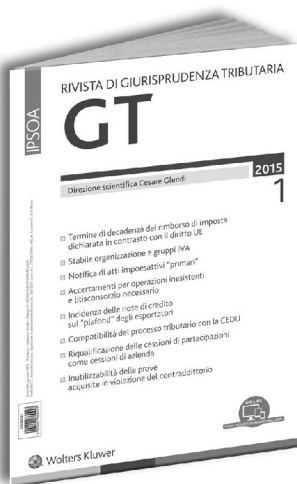 IPSOA
RIVISTA DI GIURISPRUDENZA TRIBUTARIA
GT
Direzione scientifica Cesare Glendi
2015
1
Termine di decadenza del rimborso di imposta
dichiarata in contrasto con il diritto UE
Stabile organizzazione e gruppi IVA
Notifica di atti impoesattivi "primari"
Accertamenti per operazioni inesistenti
e litisconsorzio necessario
Incidenza delle note di credito
sul "plafond" degli esportatori
Compatibilità del processo tributario con la CEDU
Riqualificazione delle cessioni di partecipazioni
come cessioni di azienda
Inutilizzabilità delle prove
acquisite in violazione del contraddittorio
Wolters Kluwer